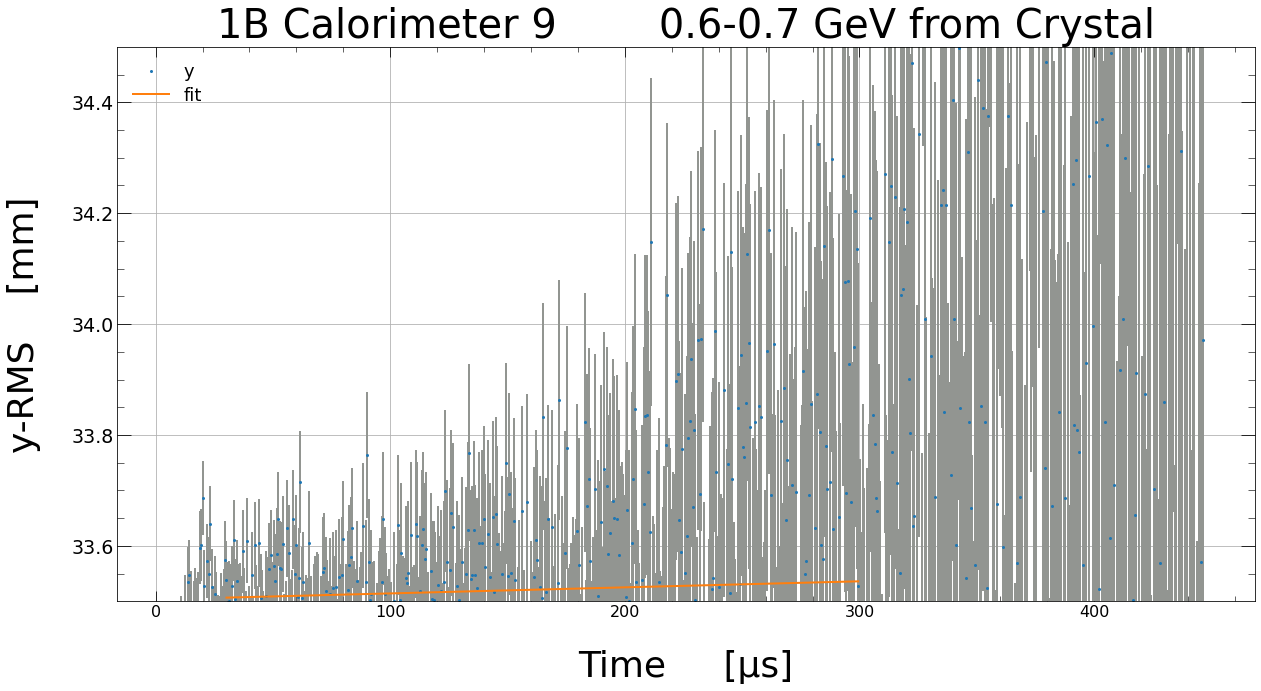 1B Calorimeter 9 0.6-0.7 GeV from Crystal
y
fit
34.4
34.2
34.0
33.8
33.6
y-RMS [mm]
0 100 200 300 400
Time [µs]